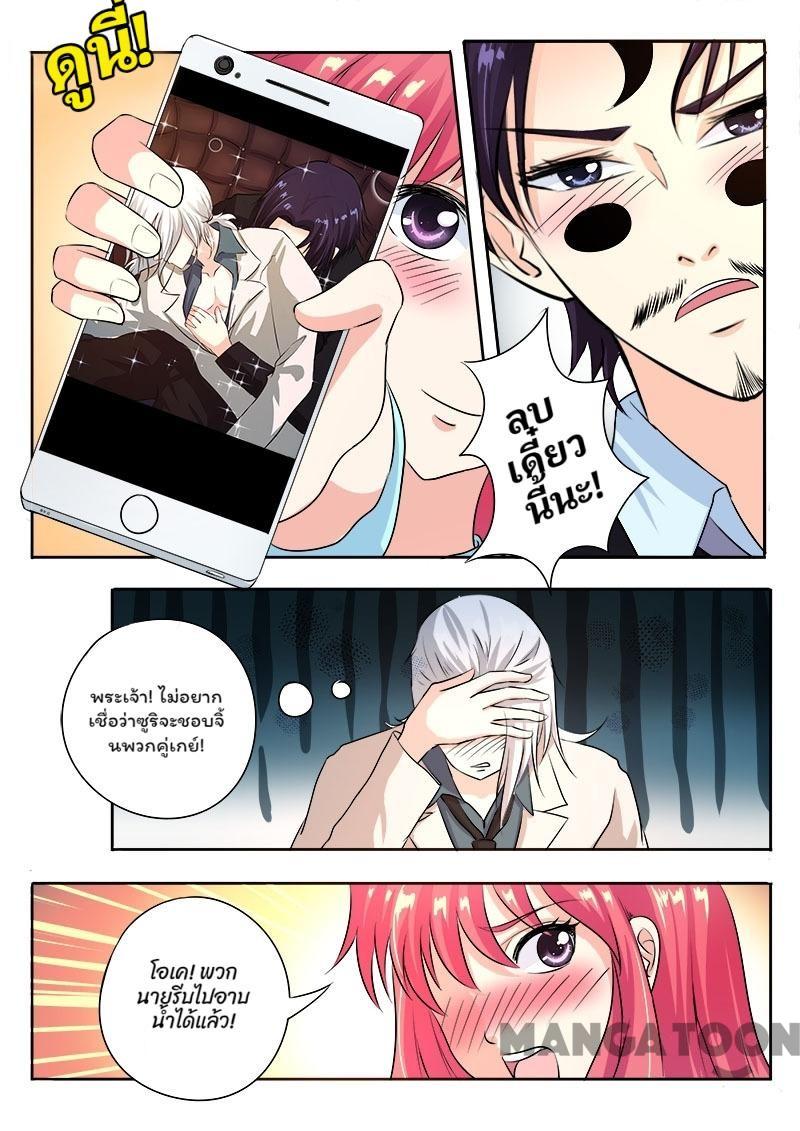 ดูนี่!
ลบ
เดี๋ยว
นี้นะ!
พระเจ้า! ไม่อยาก
เชื่อว่าซูริจะชอบจิ้
นพวกคู่เกย์!
โอเค! พวก
นายรีบไปอาบ
น้ำได้แล้ว!
MANGATOON